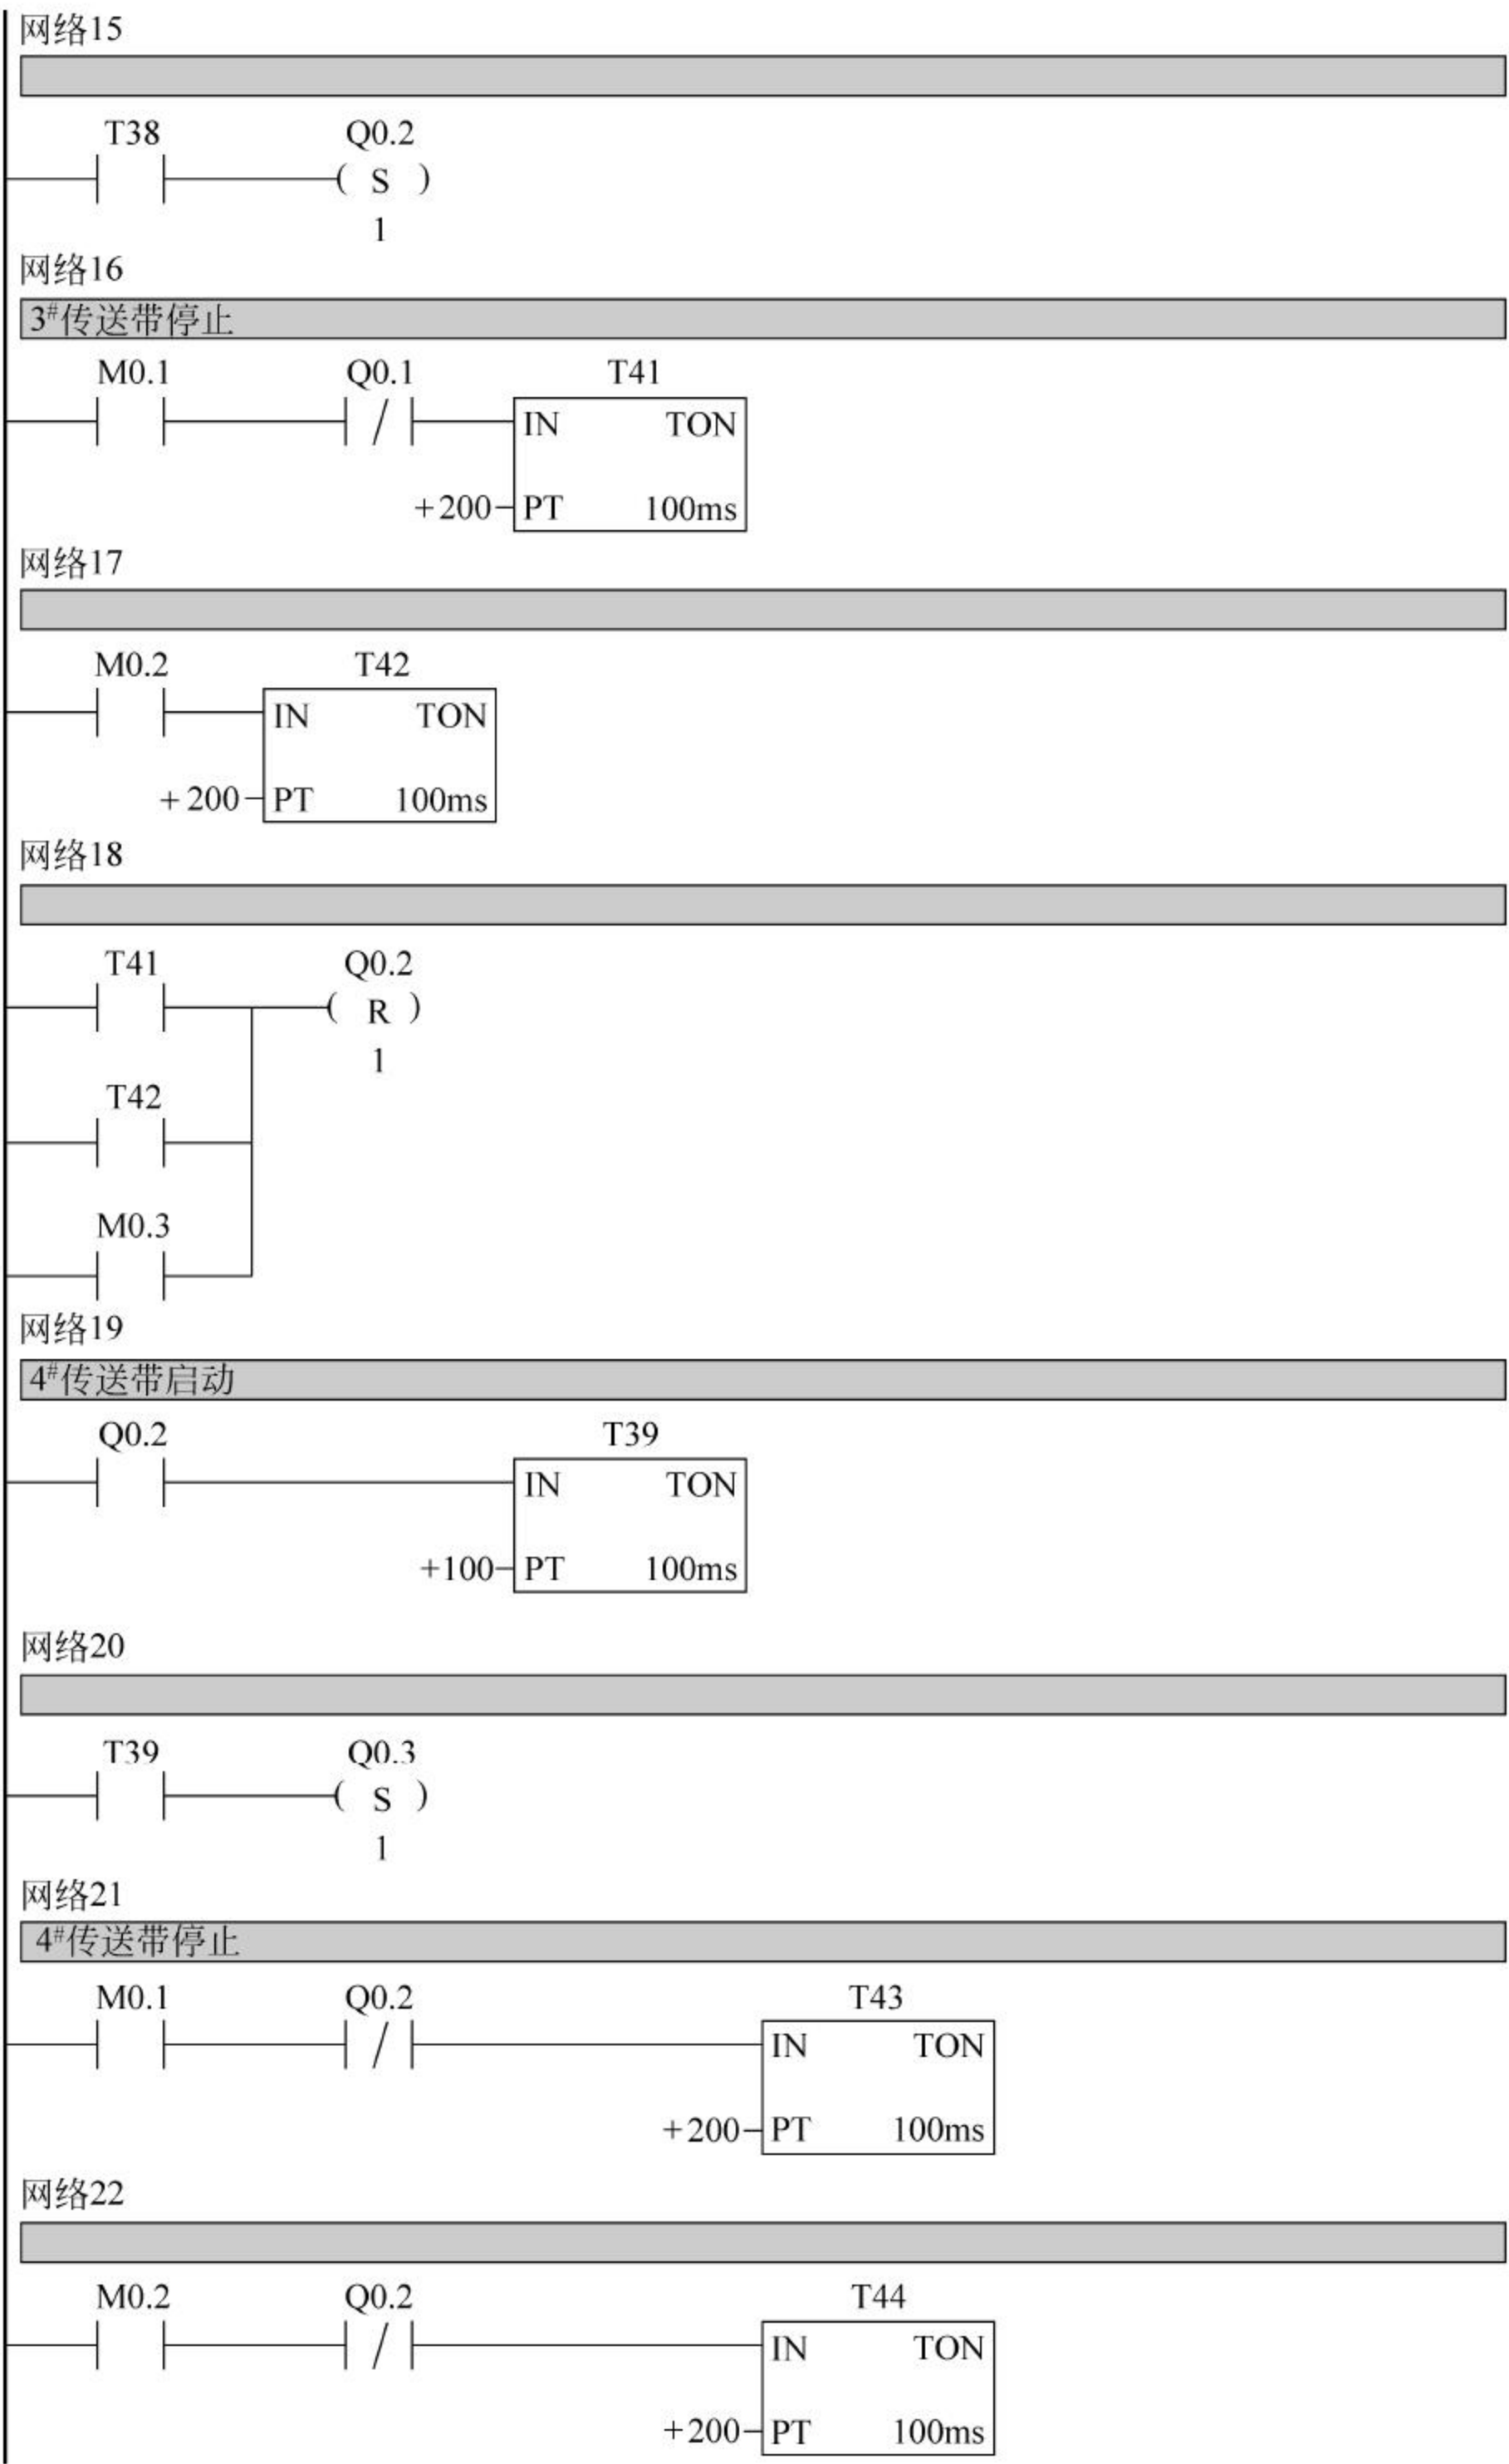 网络15
T38 Q0.2
( S )
1
网络16
3#传送带停止
M0.1 Q0.1 T41
IN TON
+200 PT 100ms
网络17
M0.2 T42
IN TON
+200 PT 100ms
网络18
T41 Q0.2
( R )
1
T42
M0.3
网络19
4#传送带启动
Q0.2 T39
IN TON
+100 PT 100ms
网络20
T39 Q0.3
( S )
1
网络21
4#传送带停止
M0.1 Q0.2 T43
IN TON
+200 PT 100ms
网络22
M0.2 Q0.2 T44
IN TON
+200 PT 100ms